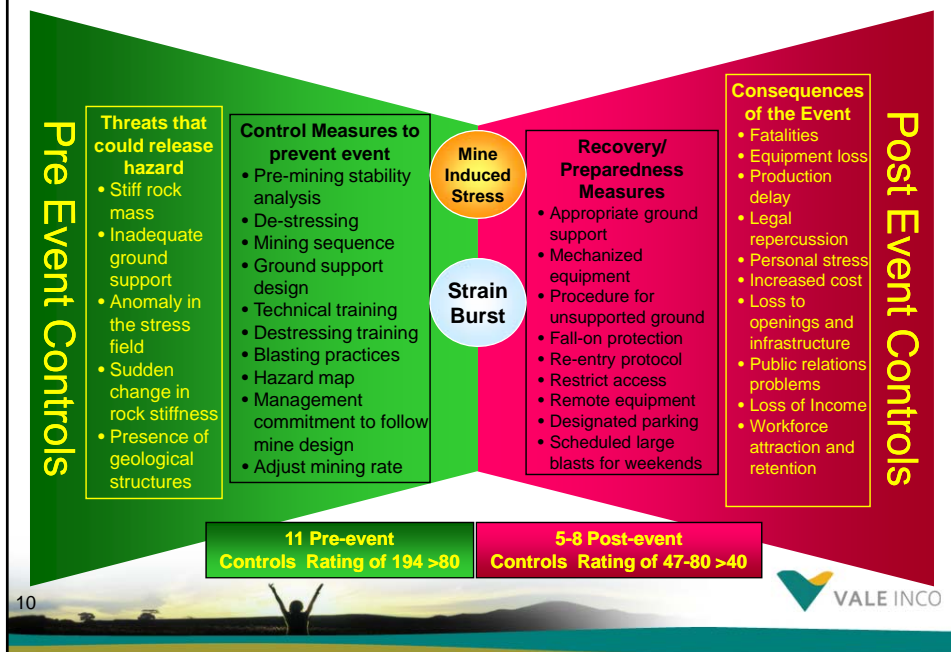 Pre Event Controls
Threats that
could release
hazard
• Stiff rock
mass
• Inadequate
ground
support
• Anomaly in
the stress
field
• Sudden
change in
rock stiffness
• Presence of
geological
structures
Control Measures to
prevent event
• Pre-mining stability
analysis
• De-stressing
• Mining sequence
• Ground support
design
• Technical training
• Destressing training
• Blasting practices
• Hazard map
• Management
commitment to follow
mine design
• Adjust mining rate
Mine
Induced
Stress
Strain
Burst
Recovery/
Preparedness
Measures
• Appropriate ground
support
• Mechanized
equipment
• Procedure for
unsupported ground
• Fall-on protection
• Re-entry protocol
• Restrict access
• Remote equipment
• Designated parking
• Scheduled large
blasts for weekends
Consequences
of the Event
• Fatalities
• Equipment loss
• Production
delay
• Legal
repercussion
• Personal stress
• Increased cost
• Loss to
openings and
infrastructure
• Public relations
problems
• Loss of Income
• Workforce
attraction and
retention
Post Event Controls
11 Pre-event
Controls Rating of 194 >80
5-8 Post-event
Controls Rating of 47-80 >40
10
VALE INCO